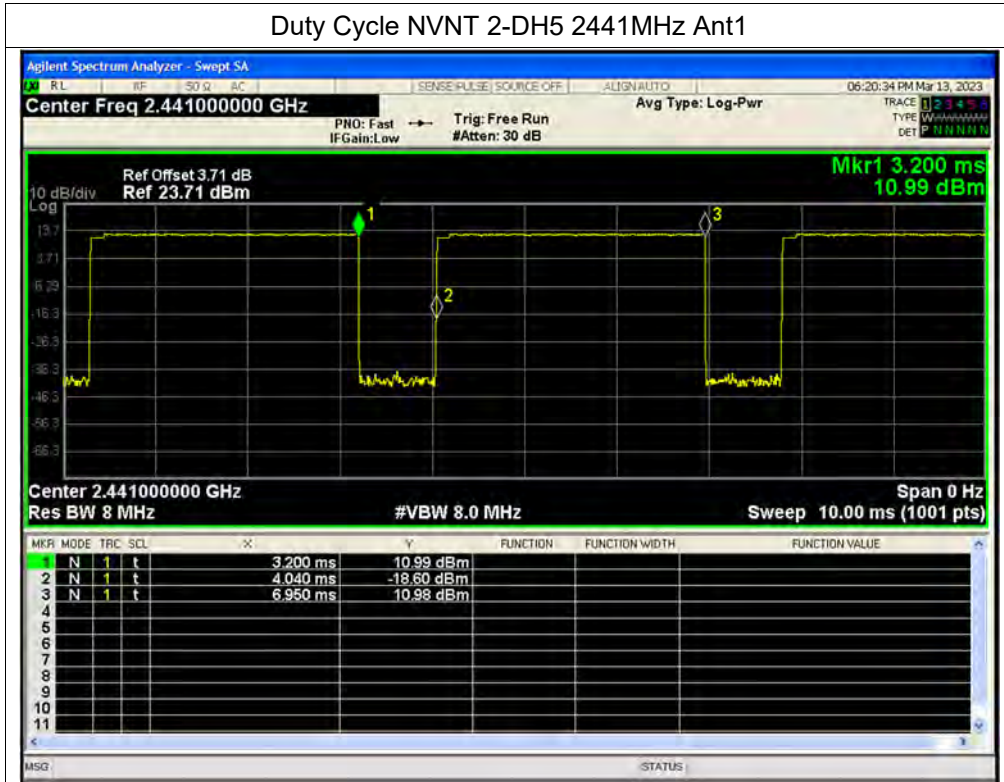 Duty Cycle NVNT 2-DH5 2441MHz Ant1
Agilent Spectrum Analyzer - Swept SA
LXI RL RF 50 Ω AC SENSE:PULSE SOURCE OFF ALIGNAUTO 06:20:34 PM Mar 13, 2023
Center Freq 2.441000000 GHz
PNO: Fast
IFGain:Low
Trig: Free Run
#Atten: 30 dB
Avg Type: Log-Pwr
TRACE 1 2 3 4 5 6
TYPE W
DET P N N N N N
Mkr1 3.200 ms
10.99 dBm
Ref Offset 3.71 dB
10 dB/div Ref 23.71 dBm
Log
13.7
3.71
-6.29
-16.3
-26.3
-36.3
-46.3
-56.3
-66.3
1
2
3
Center 2.441000000 GHz Span 0 Hz
Res BW 8 MHz #VBW 8.0 MHz Sweep 10.00 ms (1001 pts)
MKR MODE TRC SCL X Y FUNCTION FUNCTION WIDTH FUNCTION VALUE
1 N 1 t 3.200 ms 10.99 dBm
2 N 1 t 4.040 ms -18.60 dBm
3 N 1 t 6.950 ms 10.98 dBm
4
5
6
7
8
9
10
11
MSG STATUS